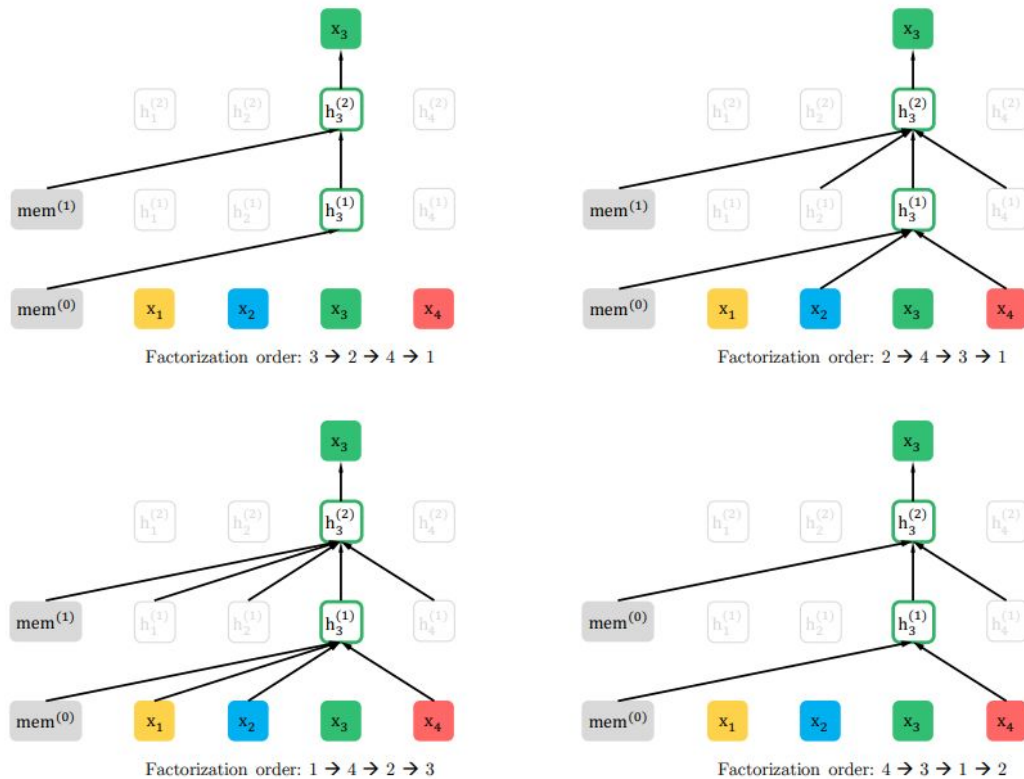 x₃ x₃
h₁⁽²⁾ h₂⁽²⁾ h₃⁽²⁾ h₄⁽²⁾ h₁⁽²⁾ h₂⁽²⁾ h₃⁽²⁾ h₄⁽²⁾
mem⁽¹⁾ h₁⁽¹⁾ h₂⁽¹⁾ h₃⁽¹⁾ h₄⁽¹⁾ mem⁽¹⁾ h₁⁽¹⁾ h₂⁽¹⁾ h₃⁽¹⁾ h₄⁽¹⁾
mem⁽⁰⁾ x₁ x₂ x₃ x₄ mem⁽⁰⁾ x₁ x₂ x₃ x₄
Factorization order: 3 → 2 → 4 → 1 Factorization order: 2 → 4 → 3 → 1
x₃ x₃
h₁⁽²⁾ h₂⁽²⁾ h₃⁽²⁾ h₄⁽²⁾ h₁⁽²⁾ h₂⁽²⁾ h₃⁽²⁾ h₄⁽²⁾
mem⁽¹⁾ h₁⁽¹⁾ h₂⁽¹⁾ h₃⁽¹⁾ h₄⁽¹⁾ mem⁽⁰⁾ h₁⁽¹⁾ h₂⁽¹⁾ h₃⁽¹⁾ h₄⁽¹⁾
mem⁽⁰⁾ x₁ x₂ x₃ x₄ mem⁽⁰⁾ x₁ x₂ x₃ x₄
Factorization order: 1 → 4 → 2 → 3 Factorization order: 4 → 3 → 1 → 2